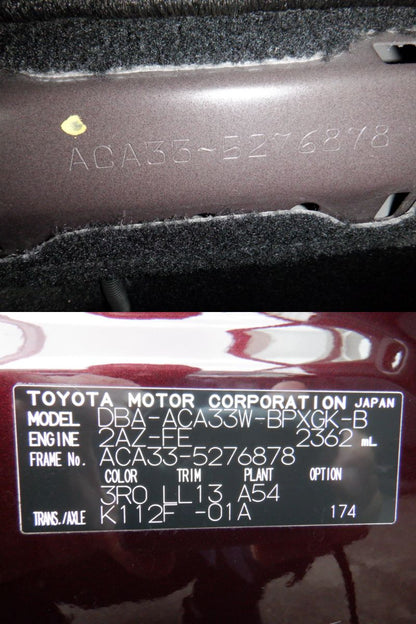 ACA33-5276878
TOYOTA MOTOR CORPORATION JAPAN
MODEL DBA-ACA33W-BPXGK-B
ENGINE 2AZ-FE 2362 mL
FRAME No. ACA33-5276878
COLOR TRIM PLANT OPTION
3R0 LL13 A54
TRANS./AXLE K112F -01A 174